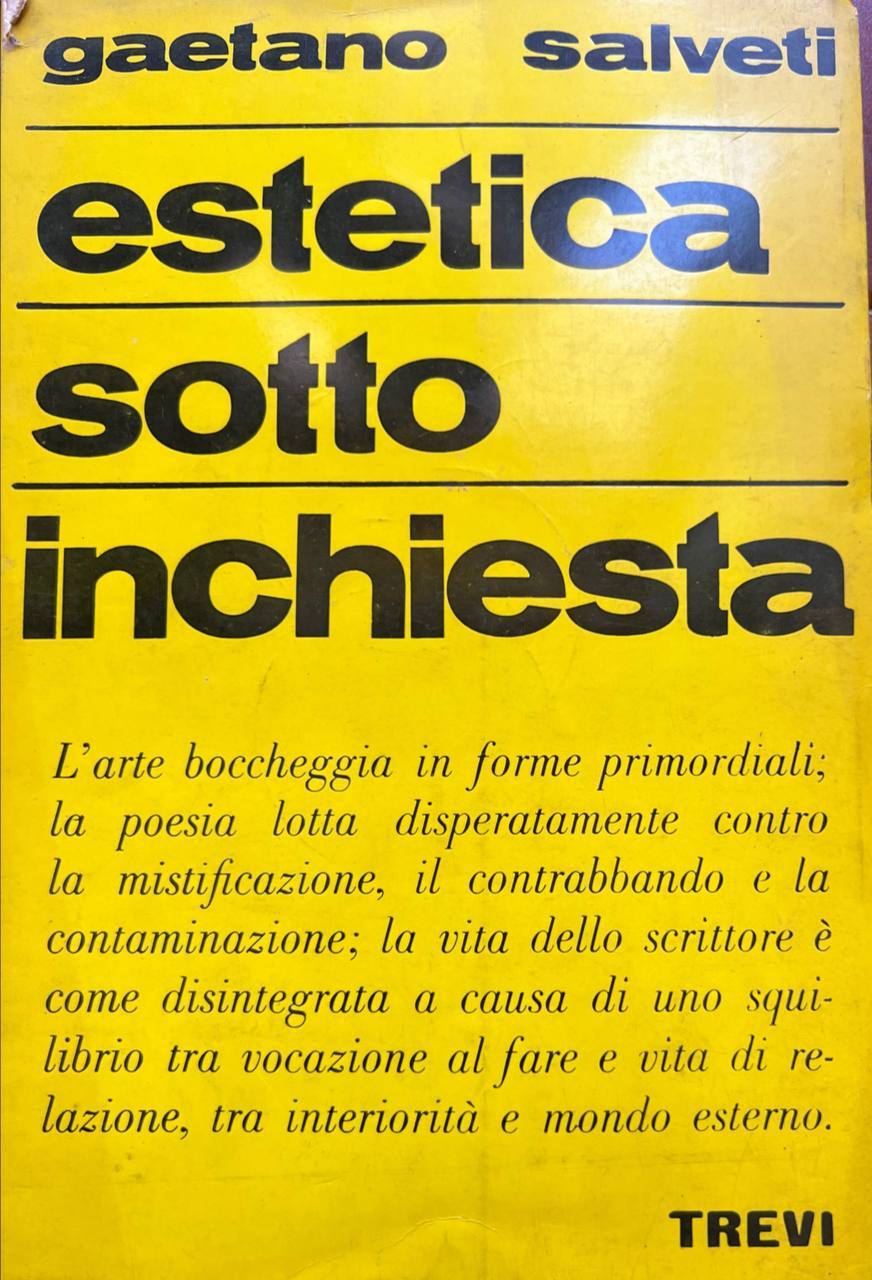 gaetano salveti
estetica
sotto
inchiesta
L'arte boccheggia in forme primordiali;
la poesia lotta disperatamente contro
la mistificazione, il contrabbando e la
contaminazione; la vita dello scrittore è
come disintegrata a causa di uno squi-
librio tra vocazione al fare e vita di re-
lazione, tra interiorità e mondo esterno.
TREVI